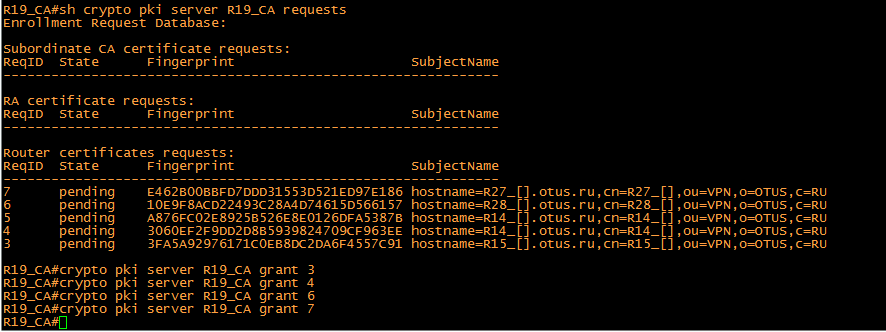 R19_CA#sh crypto pki server R19_CA requests
Enrollment Request Database:
Subordinate CA certificate requests:
ReqID  State      Fingerprint                      SubjectName
--------------------------------------------------------------
RA certificate requests:
ReqID  State      Fingerprint                      SubjectName
--------------------------------------------------------------
Router certificates requests:
ReqID  State      Fingerprint                      SubjectName
--------------------------------------------------------------
7      pending    E462B00BBFD7DDD31553D521ED97E186 hostname=R27_[].otus.ru,cn=R27_[],ou=VPN,o=OTUS,c=RU
6      pending    10E9F8ACD22493C28A4D74615D566157 hostname=R28_[].otus.ru,cn=R28_[],ou=VPN,o=OTUS,c=RU
5      pending    A876FC02E8925B526E8E0126DFA5387B hostname=R14_[].otus.ru,cn=R14_[],ou=VPN,o=OTUS,c=RU
4      pending    3060EF2F9DD2D8B5939824709CF963EE hostname=R14_[].otus.ru,cn=R14_[],ou=VPN,o=OTUS,c=RU
3      pending    3FA5A92976171C0EB8DC2DA6F4557C91 hostname=R15_[].otus.ru,cn=R15_[],ou=VPN,o=OTUS,c=RU
R19_CA#crypto pki server R19_CA grant 3
R19_CA#crypto pki server R19_CA grant 4
R19_CA#crypto pki server R19_CA grant 6
R19_CA#crypto pki server R19_CA grant 7
R19_CA#